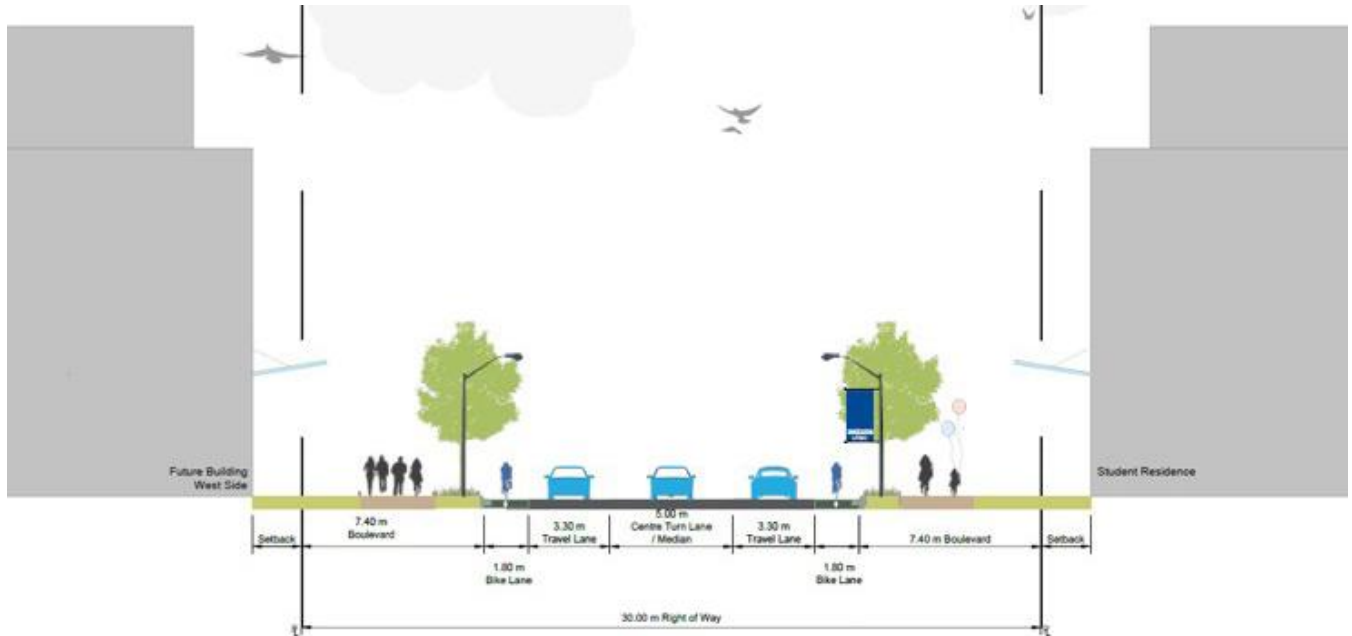 Future Building
West Side
Student Residence
Setback
7.40 m
Boulevard
3.30 m
Travel Lane
5.00 m
Centre Turn Lane
/ Median
3.30 m
Travel Lane
7.40 m Boulevard
Setback
1.80 m
Bike Lane
1.80 m
Bike Lane
30.00 m Right of Way